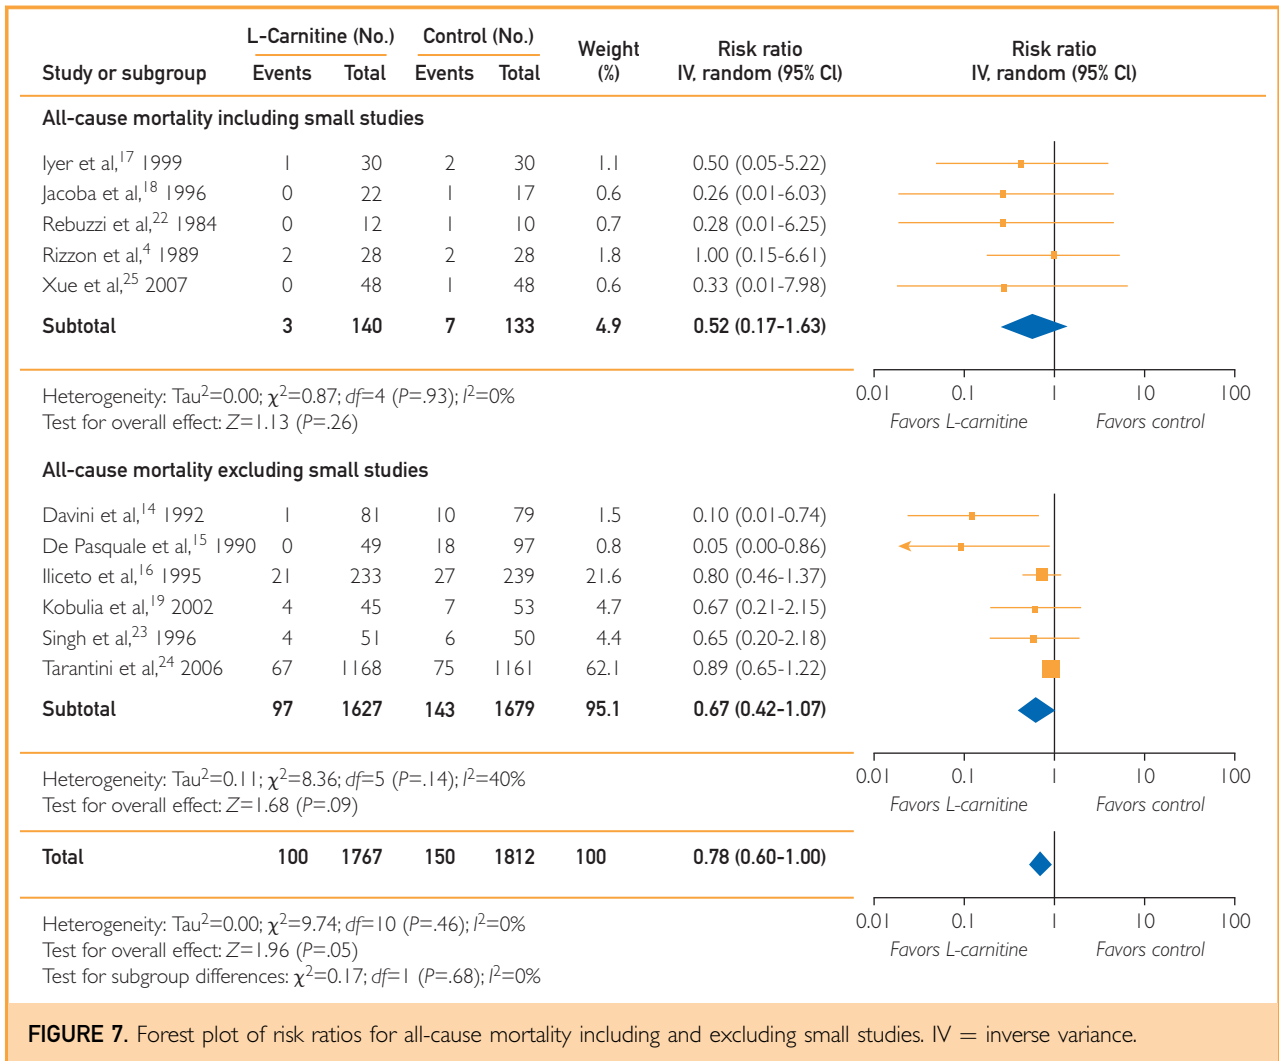 L-Carnitine (No.) Control (No.) Weight (%) Risk ratio IV, random (95% CI) Risk ratio IV, random (95% CI)
Study or subgroup Events Total Events Total
All-cause mortality including small studies
Iyer et al,17 1999 1 30 2 30 1.1 0.50 (0.05-5.22)
Jacoba et al,18 1996 0 22 1 17 0.6 0.26 (0.01-6.03)
Rebuzzi et al,22 1984 0 12 1 10 0.7 0.28 (0.01-6.25)
Rizzon et al,4 1989 2 28 2 28 1.8 1.00 (0.15-6.61)
Xue et al,25 2007 0 48 1 48 0.6 0.33 (0.01-7.98)
Subtotal 3 140 7 133 4.9 0.52 (0.17-1.63)
Heterogeneity: Tau2=0.00; χ2=0.87; df=4 (P=.93); I2=0%
Test for overall effect: Z=1.13 (P=.26)
0.01 0.1 1 10 100
Favors L-carnitine Favors control
All-cause mortality excluding small studies
Davini et al,14 1992 1 81 10 79 1.5 0.10 (0.01-0.74)
De Pasquale et al,15 1990 0 49 18 97 0.8 0.05 (0.00-0.86)
Iliceto et al,16 1995 21 233 27 239 21.6 0.80 (0.46-1.37)
Kobulia et al,19 2002 4 45 7 53 4.7 0.67 (0.21-2.15)
Singh et al,23 1996 4 51 6 50 4.4 0.65 (0.20-2.18)
Tarantini et al,24 2006 67 1168 75 1161 62.1 0.89 (0.65-1.22)
Subtotal 97 1627 143 1679 95.1 0.67 (0.42-1.07)
Heterogeneity: Tau2=0.11; χ2=8.36; df=5 (P=.14); I2=40%
Test for overall effect: Z=1.68 (P=.09)
0.01 0.1 1 10 100
Favors L-carnitine Favors control
Total 100 1767 150 1812 100 0.78 (0.60-1.00)
Heterogeneity: Tau2=0.00; χ2=9.74; df=10 (P=.46); I2=0%
Test for overall effect: Z=1.96 (P=.05)
Test for subgroup differences: χ2=0.17; df=1 (P=.68); I2=0%
0.01 0.1 1 10 100
Favors L-carnitine Favors control
FIGURE 7. Forest plot of risk ratios for all-cause mortality including and excluding small studies. IV = inverse variance.